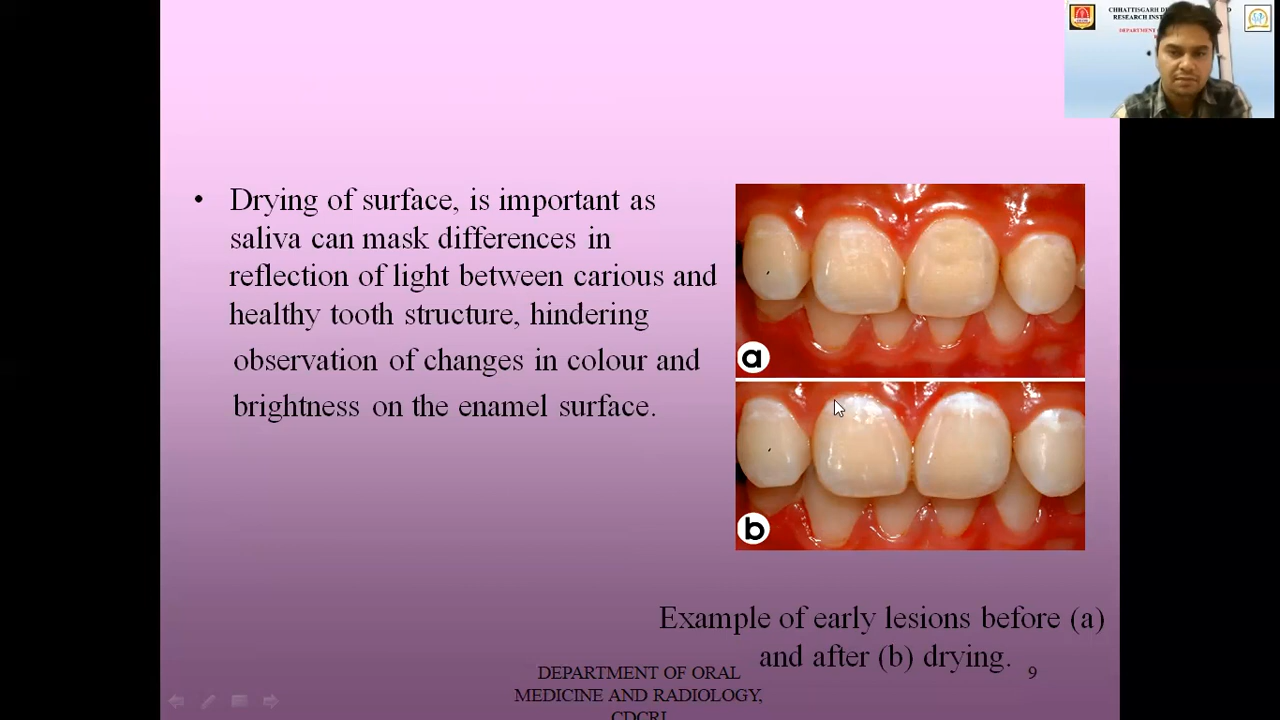 CHHATTISGARH
RESEARCH
DEPARTMENT
• Drying of surface, is important as
saliva can mask differences in
reflection of light between carious and
healthy tooth structure, hindering
observation of changes in colour and
brightness on the enamel surface.
a
b
Example of early lesions before (a)
and after (b) drying.
DEPARTMENT OF ORAL
MEDICINE AND RADIOLOGY,
CDCRI
9